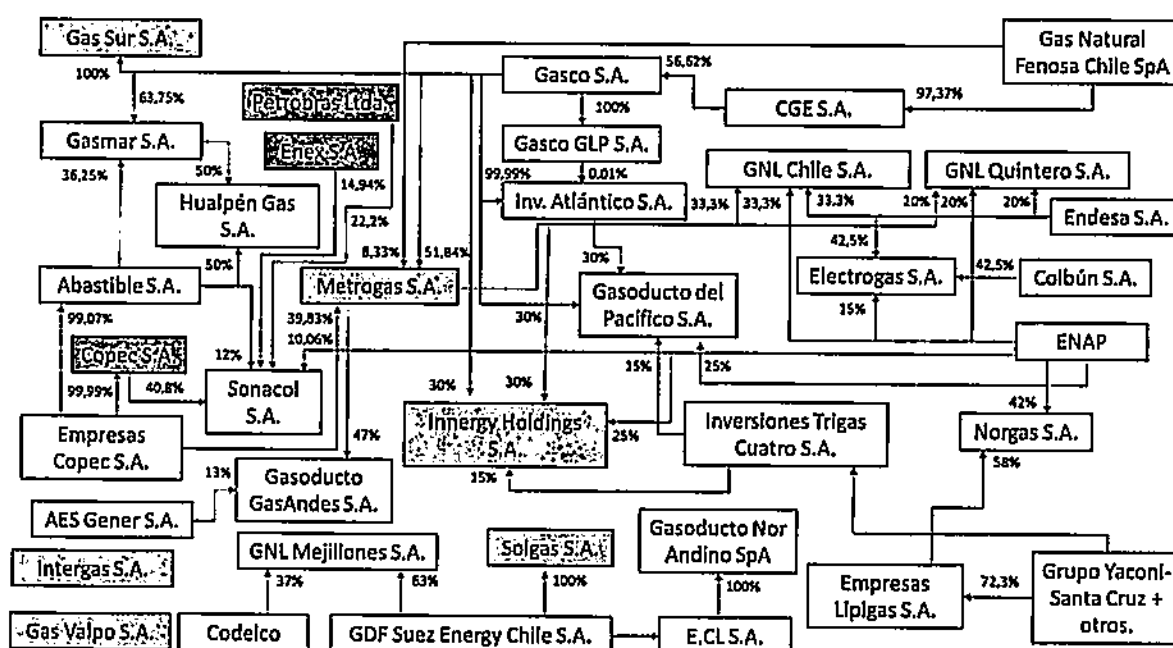 Gas Sur S.A.
100%
63,75%
Gasmar S.A.
36,25%
50%
Hualpén Gas
S.A.
50%
Abastible S.A.
99,07%
Copec S.A.
99,99%
40,8%
12%
Empresas
Copec S.A.
13%
AES Gener S.A.
Intergas S.A.
Gas Valpo S.A.
Petrobras Ltda.
Enex S.A.
14,94%
22,2%
8,33%
51,84%
Metrogas S.A.
39,83%
10,06%
Sonacol
S.A.
47%
Gasoducto
GasAndes S.A.
GNL Mejillones S.A.
37%
63%
Codelco
Gasco S.A.
56,62%
100%
Gasco GLP S.A.
99,99%
0,01%
Inv. Atlántico S.A.
CGE S.A.
97,37%
Gas Natural
Fenosa Chile SpA
GNL Chile S.A.
33,3%
33,3%
33,3%
GNL Quintero S.A.
20%
20%
20%
Endesa S.A.
42,5%
Electrogas S.A.
42,5%
Colbún S.A.
15%
30%
Gasoducto del
Pacífico S.A.
30%
15%
25%
ENAP
30%
30%
Innergy Holdings
S.A.
25%
15%
Inversiones Trigas
Cuatro S.A.
42%
Norgas S.A.
58%
Solgas S.A.
100%
Gasoducto Nor
Andino SpA
100%
GDF Suez Energy Chile S.A.
E.CL S.A.
Empresas
Lipigas S.A.
72,3%
Grupo Yaconi-
Santa Cruz +
otros.